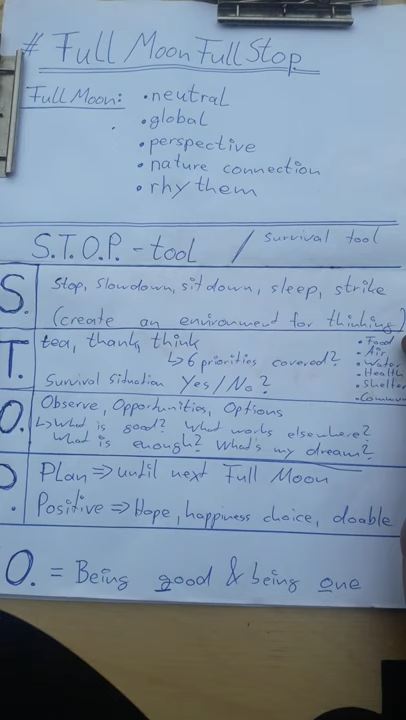 # Full Moon Full Stop
Full Moon: • neutral
• global
• perspective
• nature connection
• rhythem
S.T.O.P. - tool / survival tool
S. Stop, Slowdown, sit down, sleep, strike
(create an environment for thinking)
T. tea, thank, think
↳ 6 priorities covered?
Survival Situation Yes/No?
• Food
• Air
• Water
• Health
• Shelter
• Commun
O. Observe, Opportunities, Options
↳ What is good? What works elsewhere?
What is enough? What's my dream?
Plan ⇒ until next Full Moon
Positive ⇒ Hope, happiness choice, doable
O. = Being good & being one